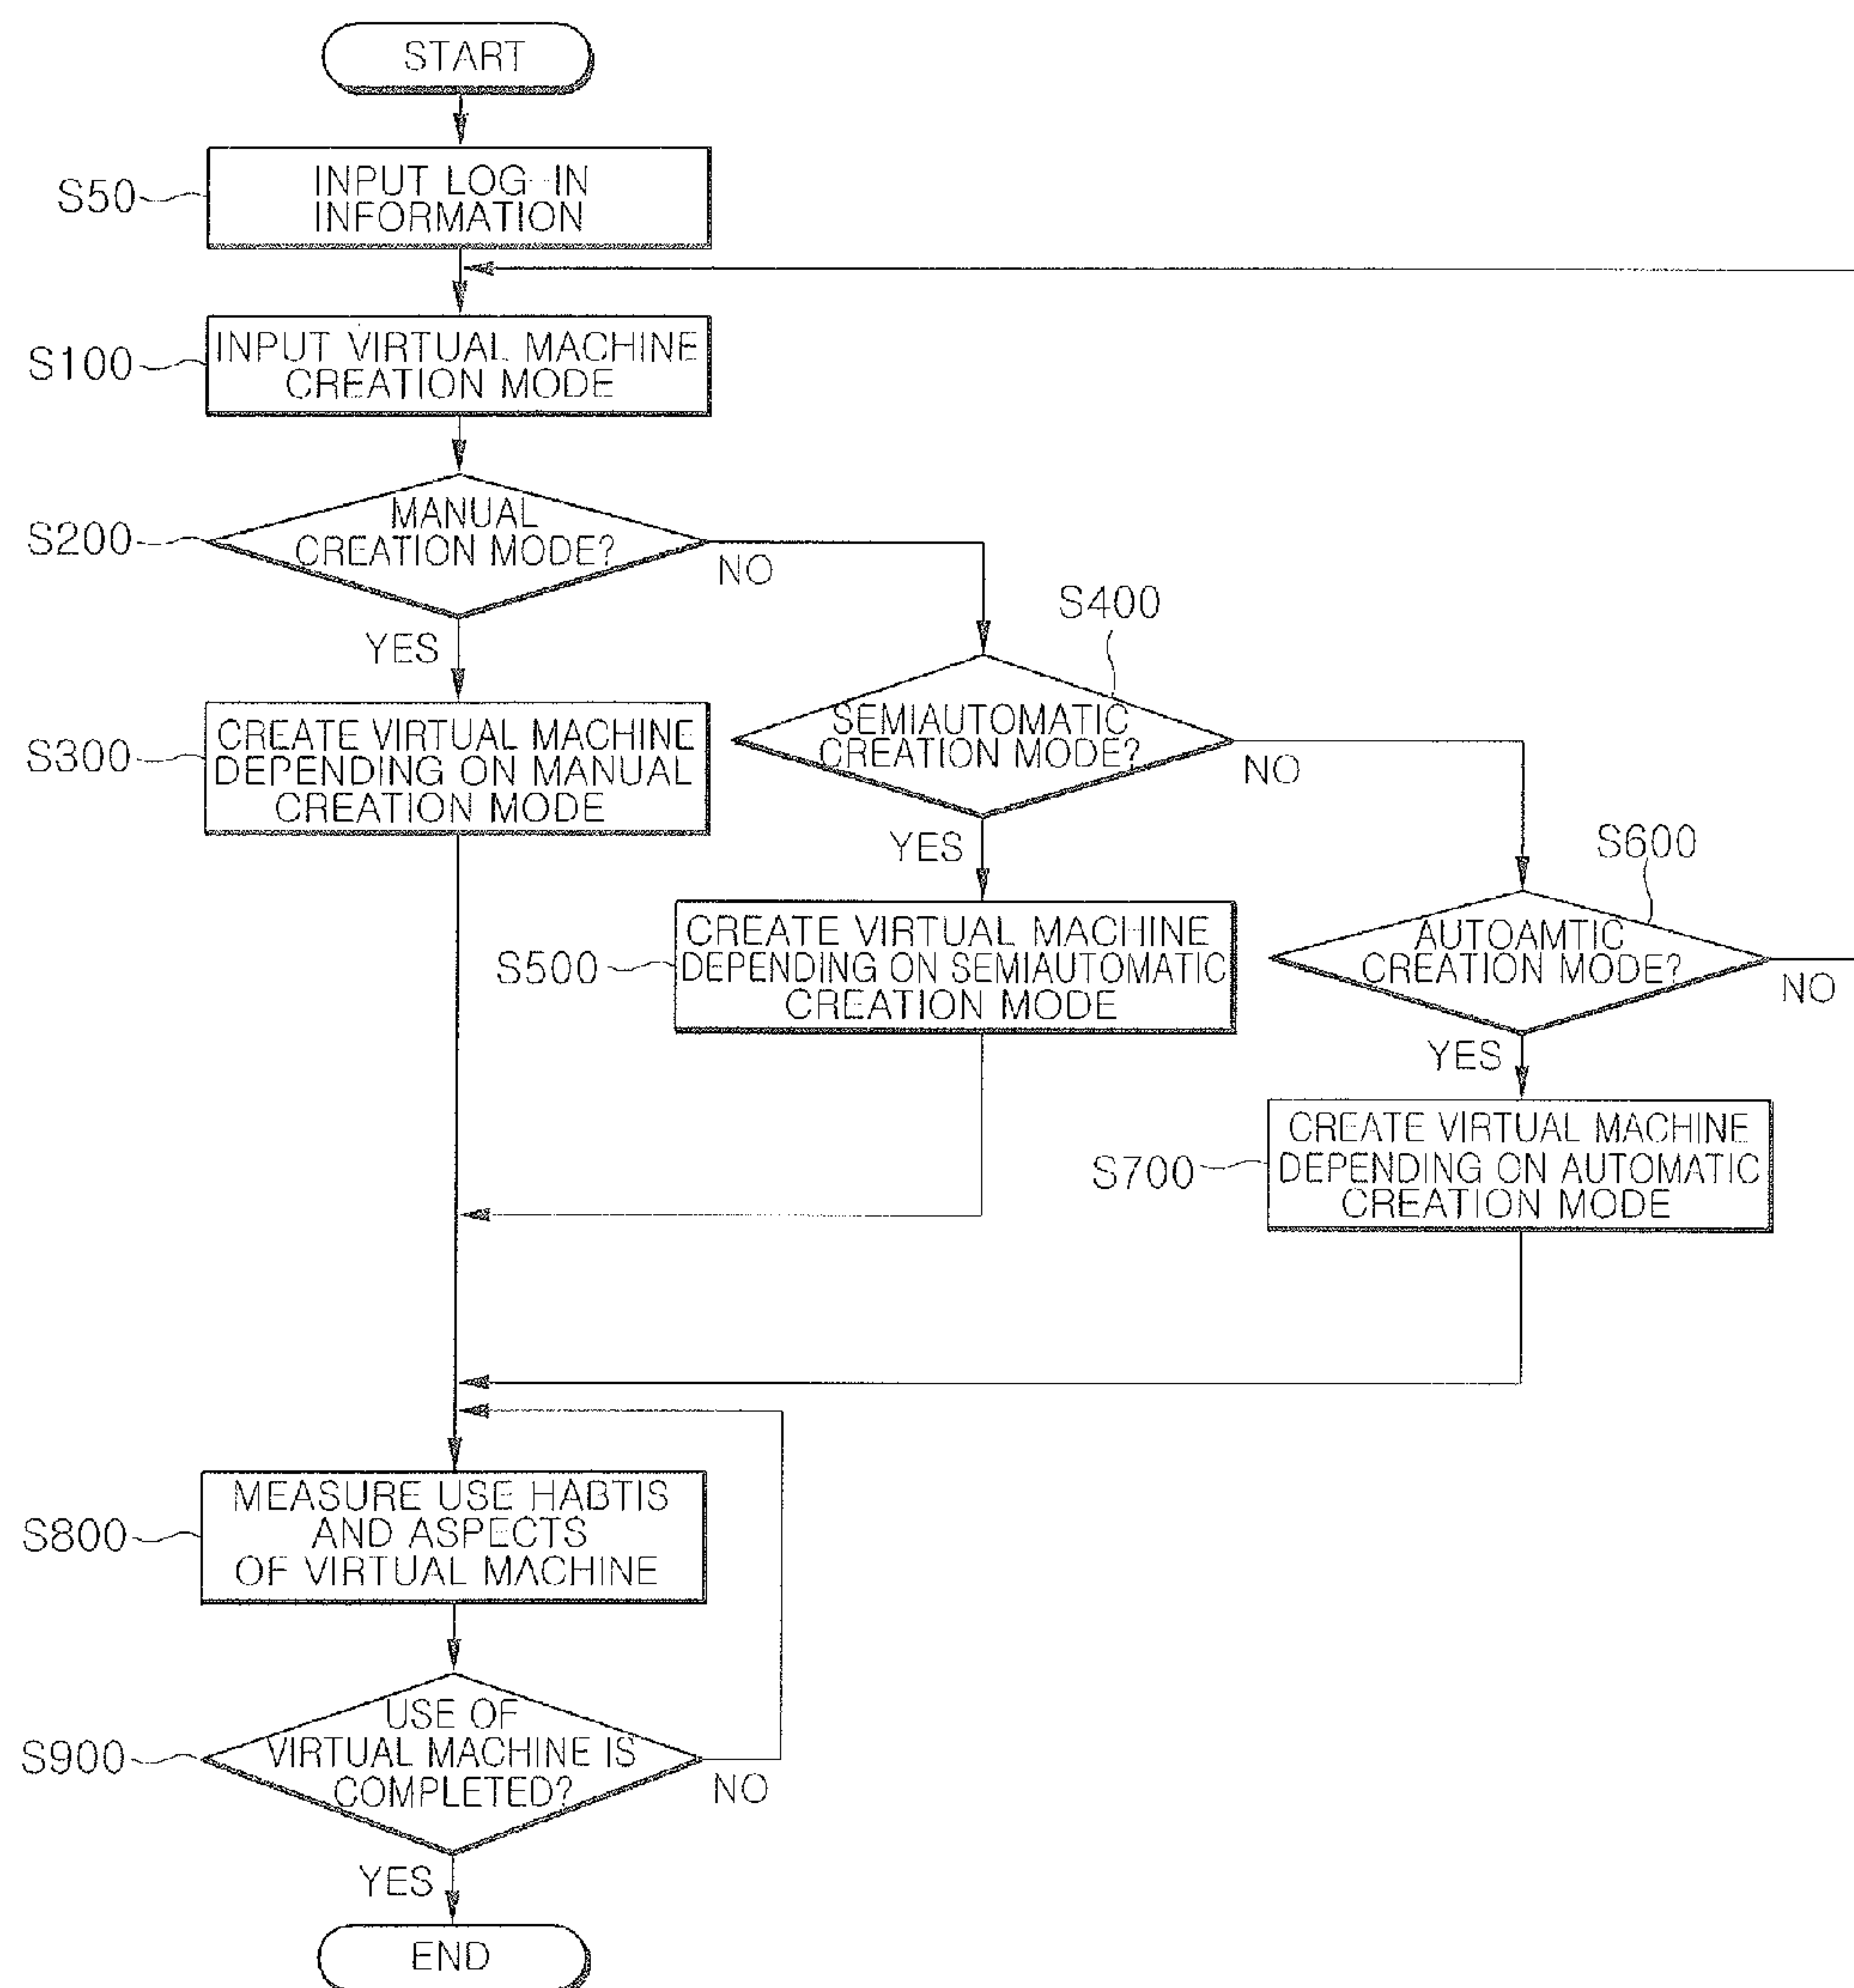 START
S50
INPUT LOG-IN
INFORMATION
S100
INPUT VIRTUAL MACHINE
CREATION MODE
S200
MANUAL
CREATION MODE?
NO
YES
S400
SEMIAUTOMATIC
CREATION MODE?
NO
YES
S300
CREATE VIRTUAL MACHINE
DEPENDING ON MANUAL
CREATION MODE
S600
AUTOAMTIC
CREATION MODE?
NO
YES
S500
CREATE VIRTUAL MACHINE
DEPENDING ON SEMIAUTOMATIC
CREATION MODE
S700
CREATE VIRTUAL MACHINE
DEPENDING ON AUTOMATIC
CREATION MODE
S800
MEASURE USE HABTIS
AND ASPECTS
OF VIRTUAL MACHINE
S900
USE OF
VIRTUAL MACHINE IS
COMPLETED?
NO
YES
END